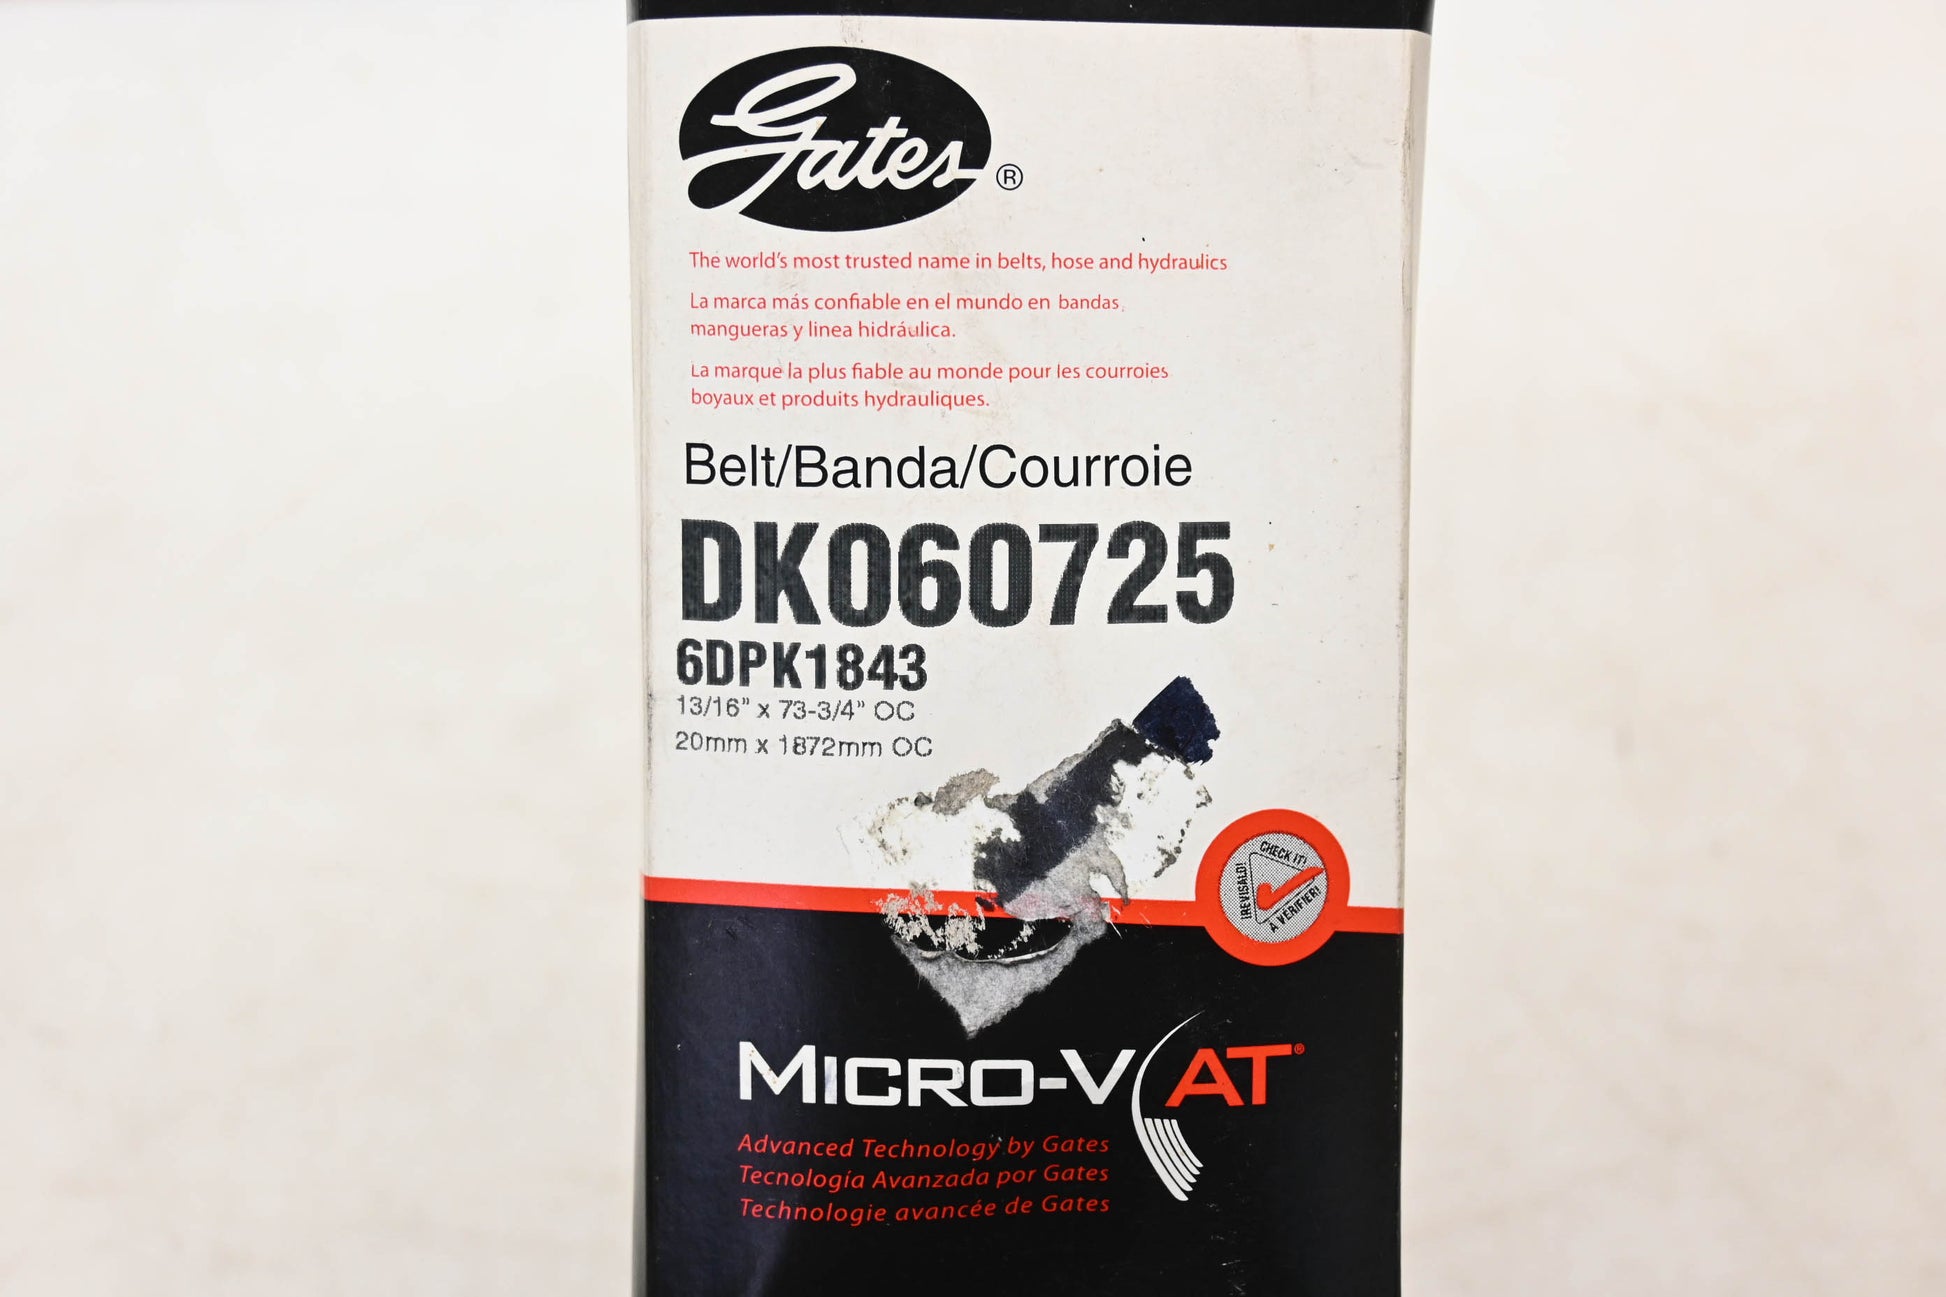 Gates®
The world's most trusted name in belts, hose and hydraulics
La marca más confiable en el mundo en bandas,
mangueras y linea hidráulica.
La marque la plus fiable au monde pour les courroies
boyaux et produits hydrauliques.
Belt/Banda/Courroie
DK060725
6DPK1843
13/16" x 73-3/4" OC
20mm x 1872mm OC
CHECK IT!
¡REVISALO!
À VÉRIFIER!
MICRO-V AT®
Advanced Technology by Gates
Tecnología Avanzada por Gates
Technologie avancée de Gates